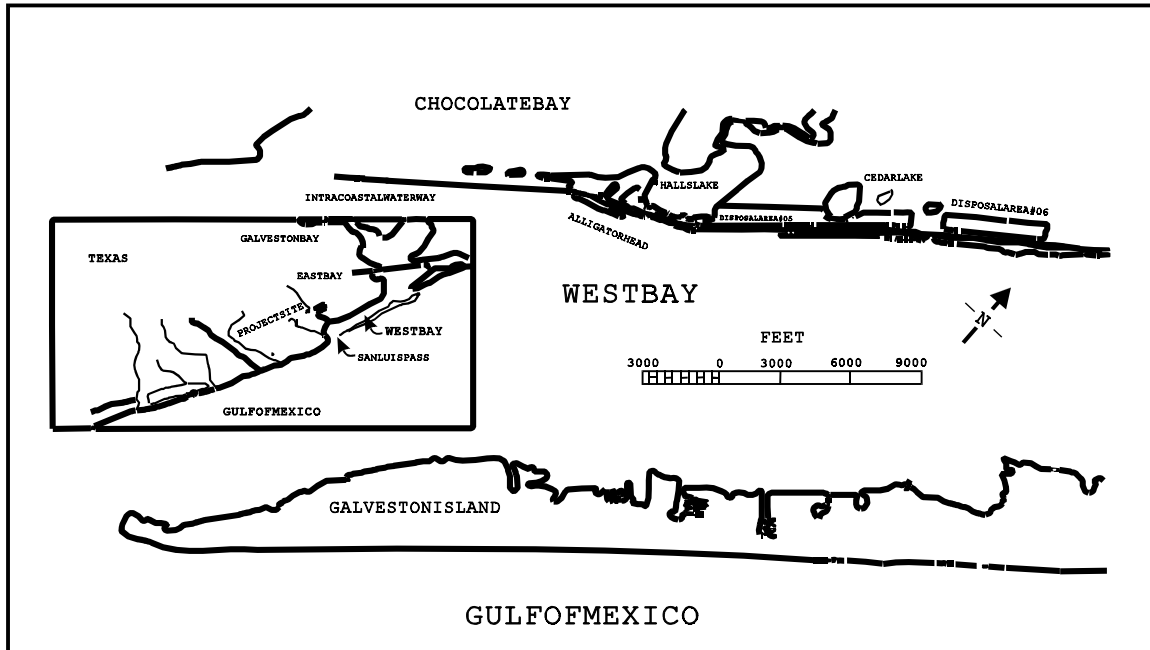 CHOCOLATEBAY
CEDARLAKE
HALLSLAKE
INTRACOASTALWATERWAY
DISPOSALAREA#06
DISPOSALAREA#05
ALLIGATORHEAD
GALVESTONBAY
TEXAS
EASTBAY
PROJECTSITE
WESTBAY
SANLUISPASS
GULFOFMEXICO
WESTBAY
N
FEET
3000 0 3000 6000 9000
GALVESTONISLAND
GULFOFMEXICO